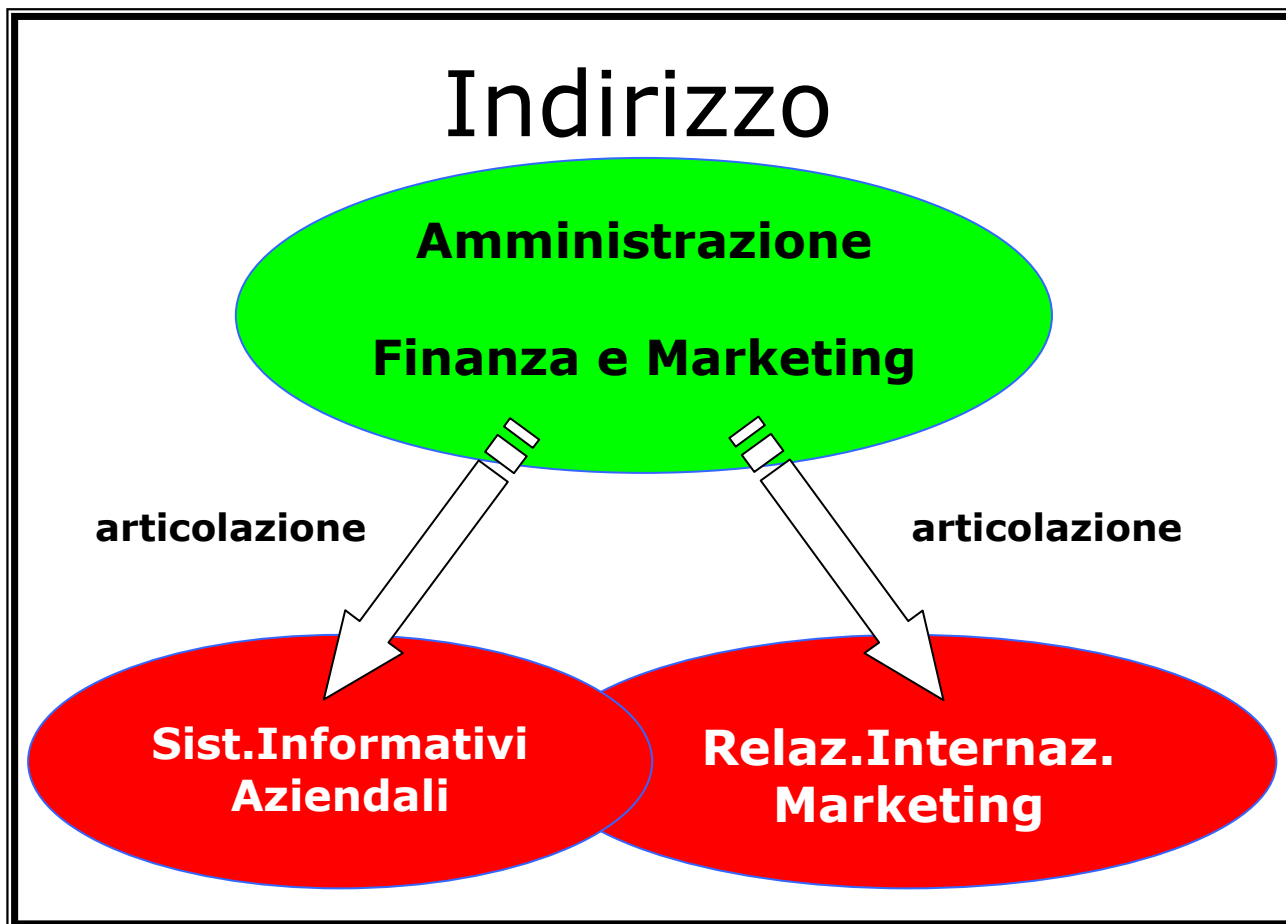 Indirizzo
Amministrazione
Finanza e Marketing
articolazione
articolazione
Sist.Informativi
Aziendali
Relaz.Internaz.
Marketing